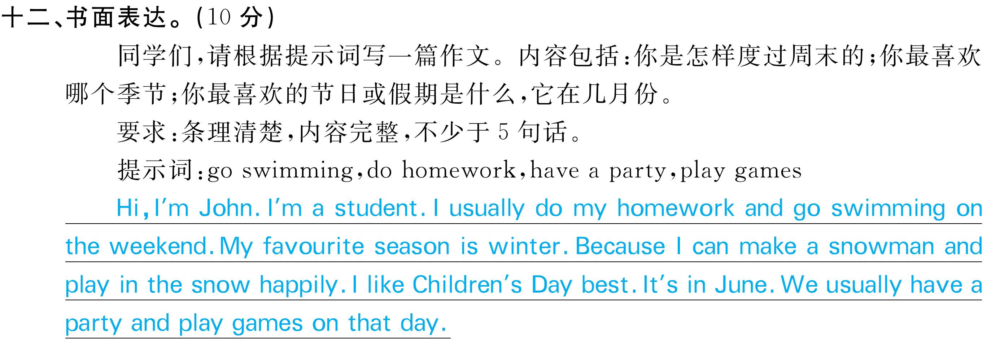 十二、书面表达。(10 分)
同学们,请根据提示词写一篇作文。内容包括:你是怎样度过周末的;你最喜欢
哪个季节;你最喜欢的节日或假期是什么,它在几月份。
要求:条理清楚,内容完整,不少于 5 句话。
提示词:go swimming,do homework,have a party,play games
Hi,I'm John. I'm a student. I usually do my homework and go swimming on
the weekend. My favourite season is winter. Because I can make a snowman and
play in the snow happily. I like Children's Day best. It's in June. We usually have a
party and play games on that day.